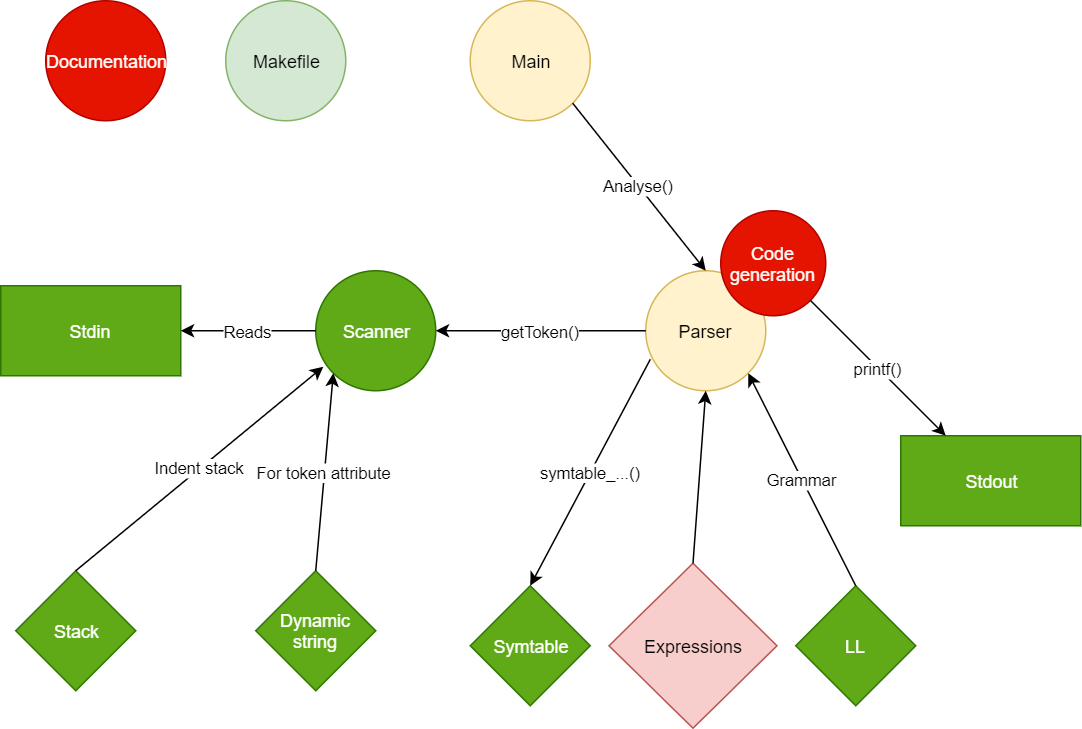 Documentation
Makefile
Main
Analyse()
Code
generation
Stdin
Reads
Scanner
getToken()
Parser
printf()
Indent stack
For token attribute
symtable_...()
Grammar
Stdout
Stack
Dynamic
string
Symtable
Expressions
LL